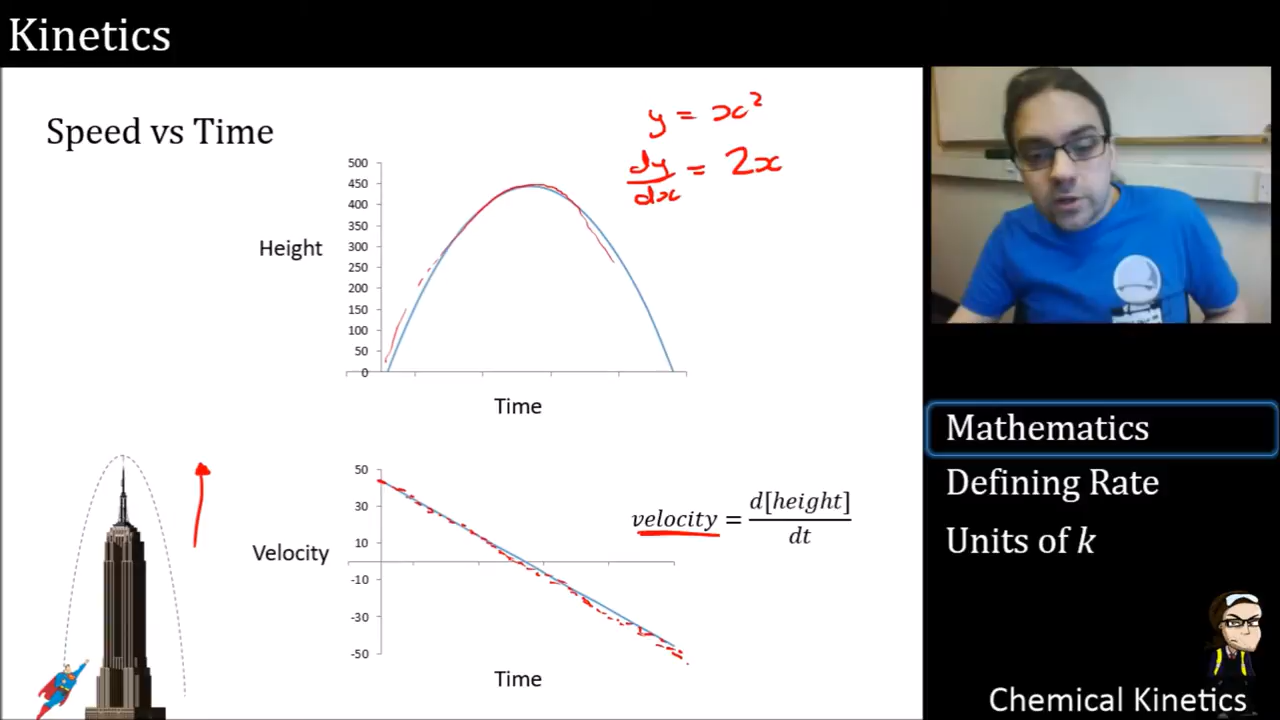 Kinetics
Speed vs Time
y = x²
dy/dx = 2x
500
450
400
350
300
250
200
150
100
50
0
Height
Time
50
30
10
-10
-30
-50
Velocity
Time
velocity = d[height]/dt
Mathematics
Defining Rate
Units of k
Chemical Kinetics